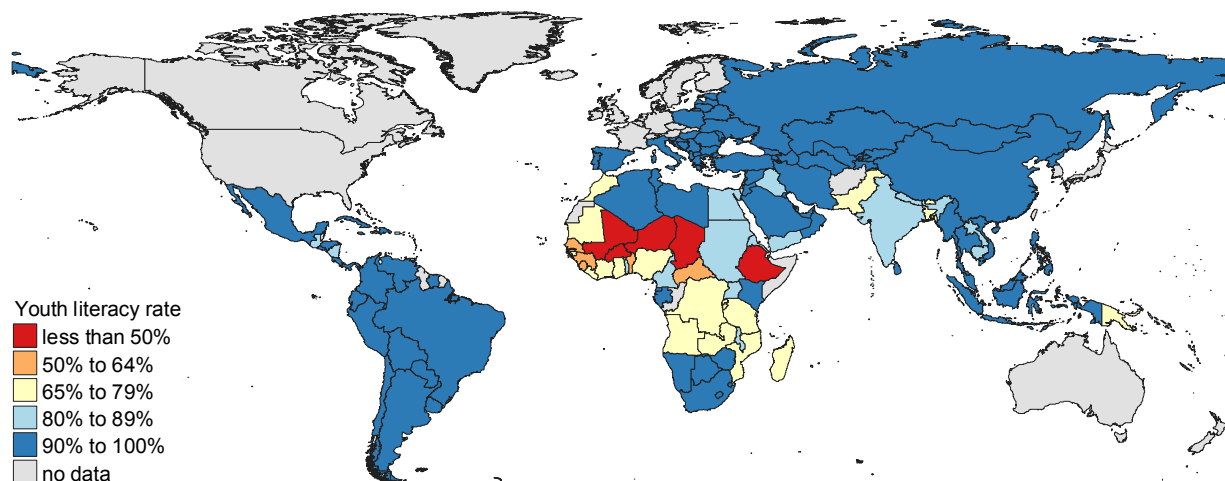 Youth literacy rate
less than 50%
50% to 64%
65% to 79%
80% to 89%
90% to 100%
no data